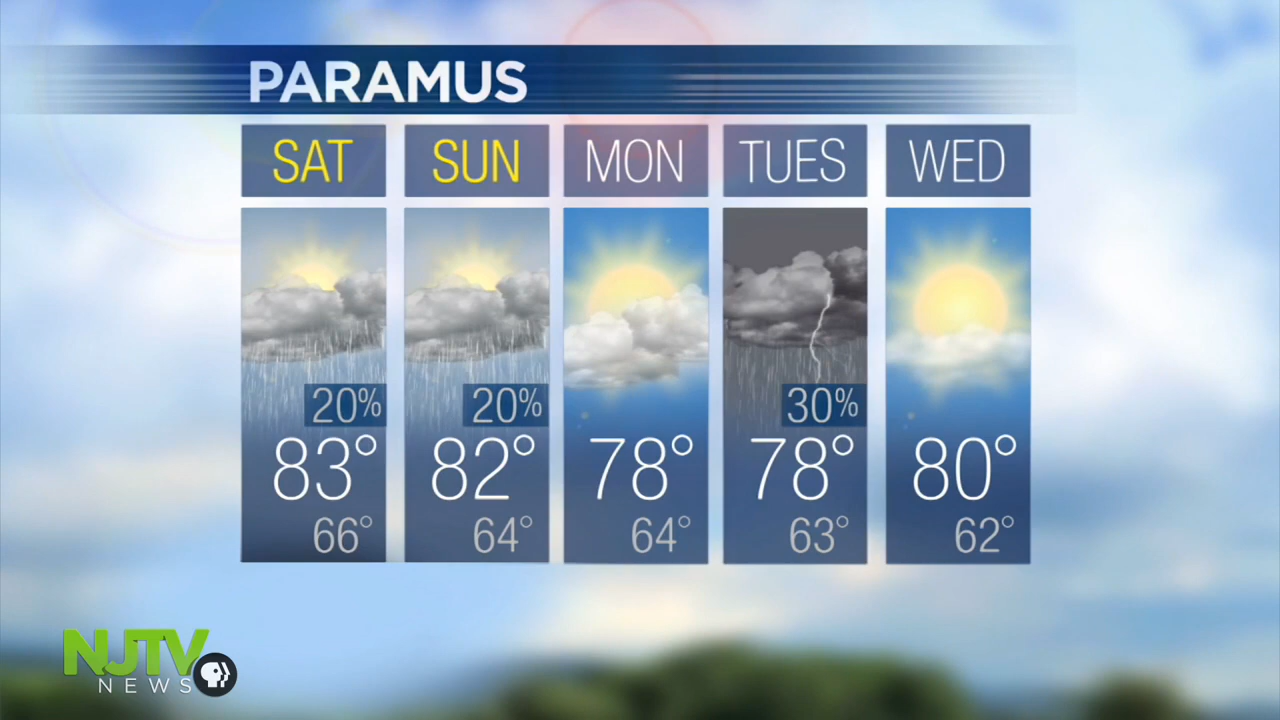 PARAMUS
SAT SUN MON TUES WED
20% 20% 30%
83° 82° 78° 78° 80°
66° 64° 64° 63° 62°
NJTV
NEWS